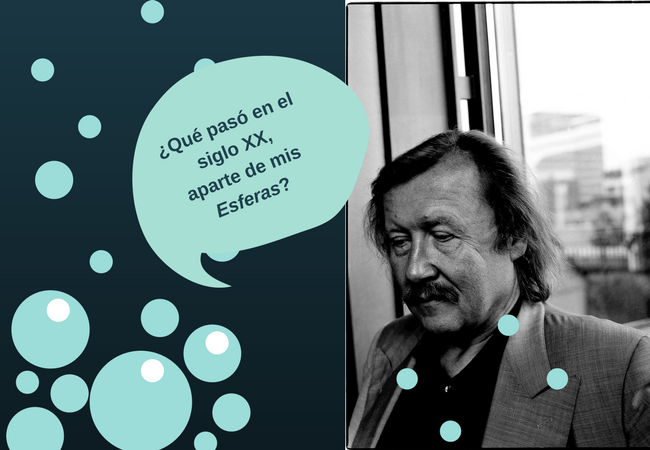 ¿Qué pasó en el
siglo XX,
aparte de mis
Esferas?